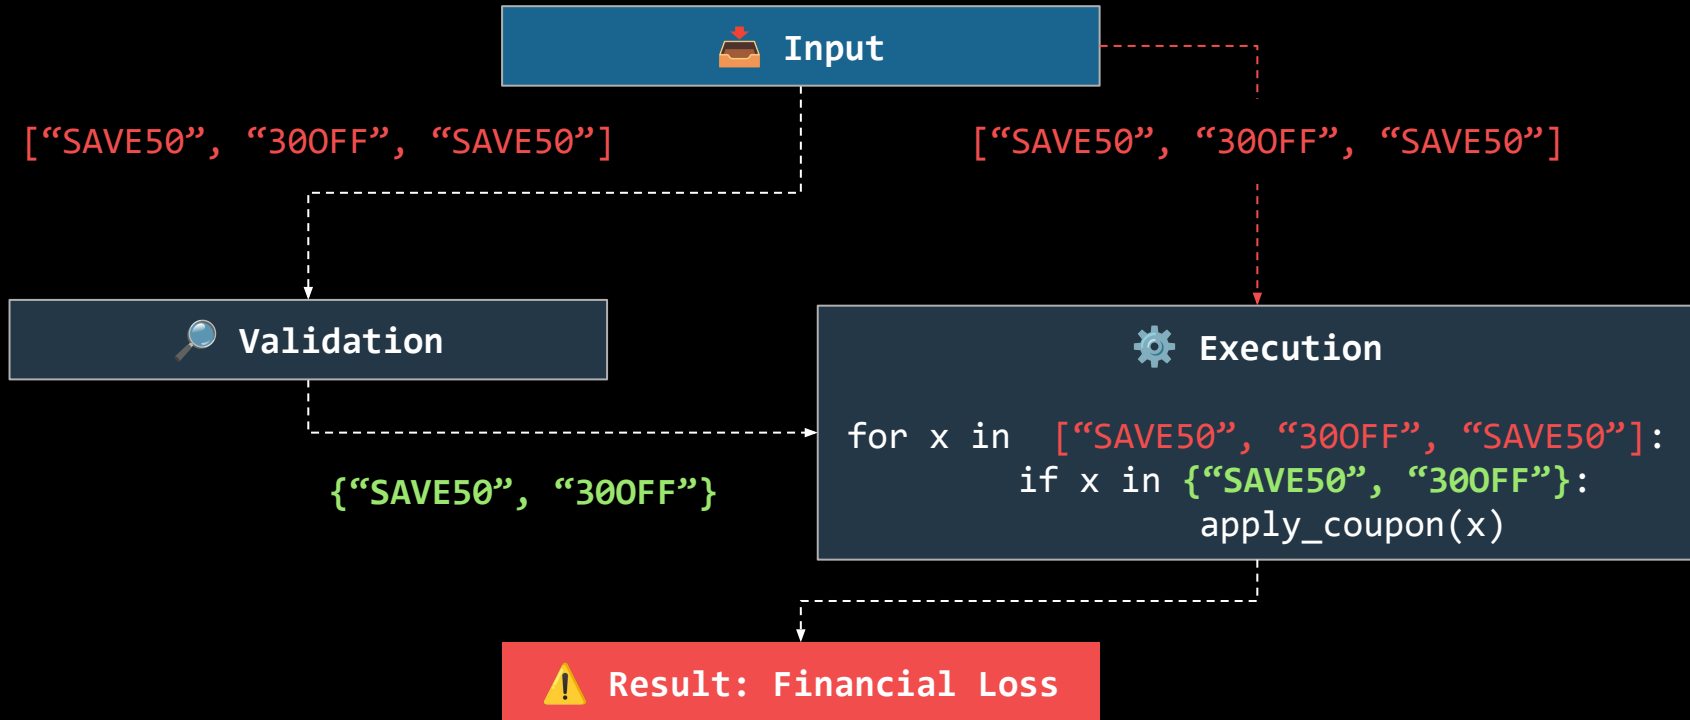 📥 Input
[“SAVE50”, “30OFF”, “SAVE50”]
[“SAVE50”, “30OFF”, “SAVE50”]
🔎 Validation
⚙️ Execution
for x in  [“SAVE50”, “30OFF”, “SAVE50”]:
if x in {“SAVE50”, “30OFF”}:
apply_coupon(x)
{“SAVE50”, “30OFF”}
⚠️ Result: Financial Loss